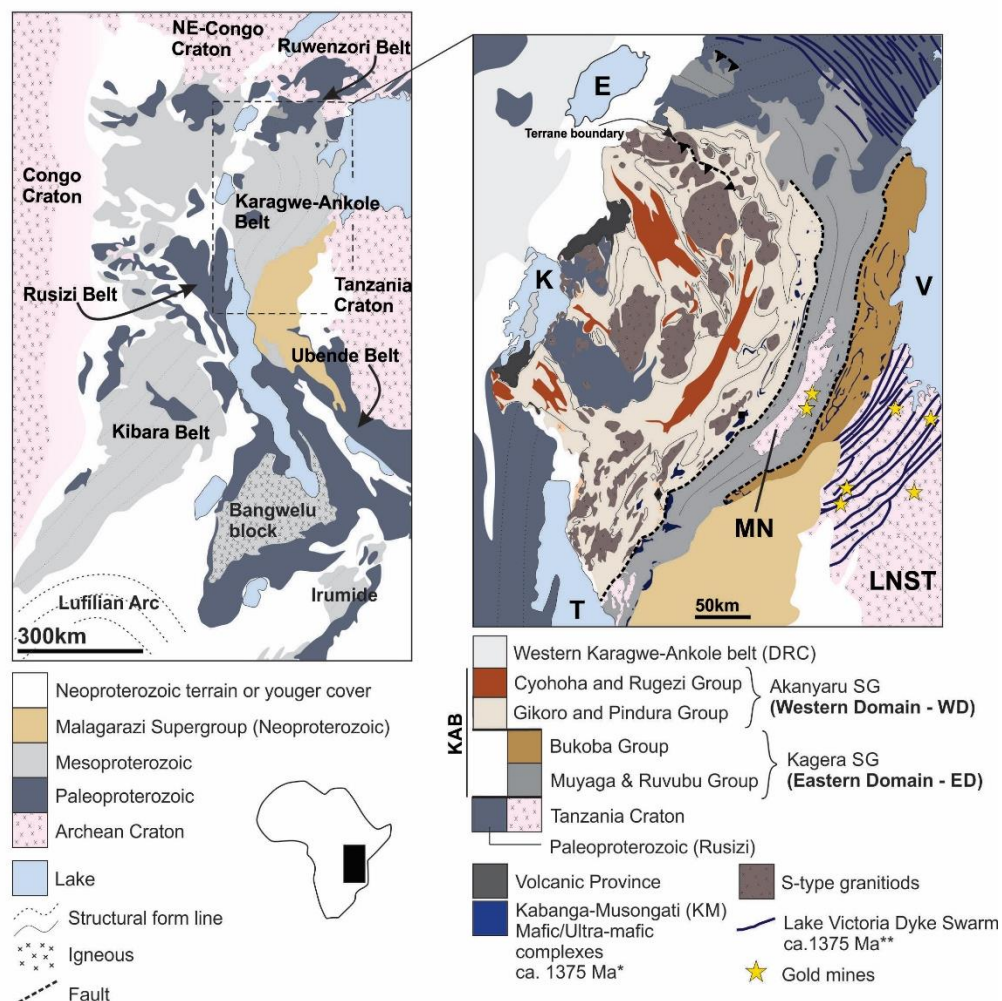 NE-Congo
Craton
Ruwenzori Belt
Congo
Craton
Karagwe-Ankole
Belt
Rusizi Belt
Tanzania
Craton
Ubende Belt
Kibara Belt
Bangwelu
block
Irumide
Lufilian Arc
300km
E
Terrane boundary
K
V
MN
LNST
T
50km
Neoproterozoic terrain or youger cover
Malagarazi Supergroup (Neoproterozoic)
Mesoproterozoic
Paleoproterozoic
Archean Craton
Lake
Structural form line
Igneous
Fault
Western Karagwe-Ankole belt (DRC)
KAB
Cyohoha and Rugezi Group
Gikoro and Pindura Group
Akanyaru SG
(Western Domain - WD)
Bukoba Group
Muyaga & Ruvubu Group
Kagera SG
(Eastern Domain - ED)
Tanzania Craton
Paleoproterozoic (Rusizi)
Volcanic Province
Kabanga-Musongati (KM)
Mafic/Ultra-mafic
complexes
ca. 1375 Ma*
S-type granitiods
Lake Victoria Dyke Swarm
ca.1375 Ma**
Gold mines